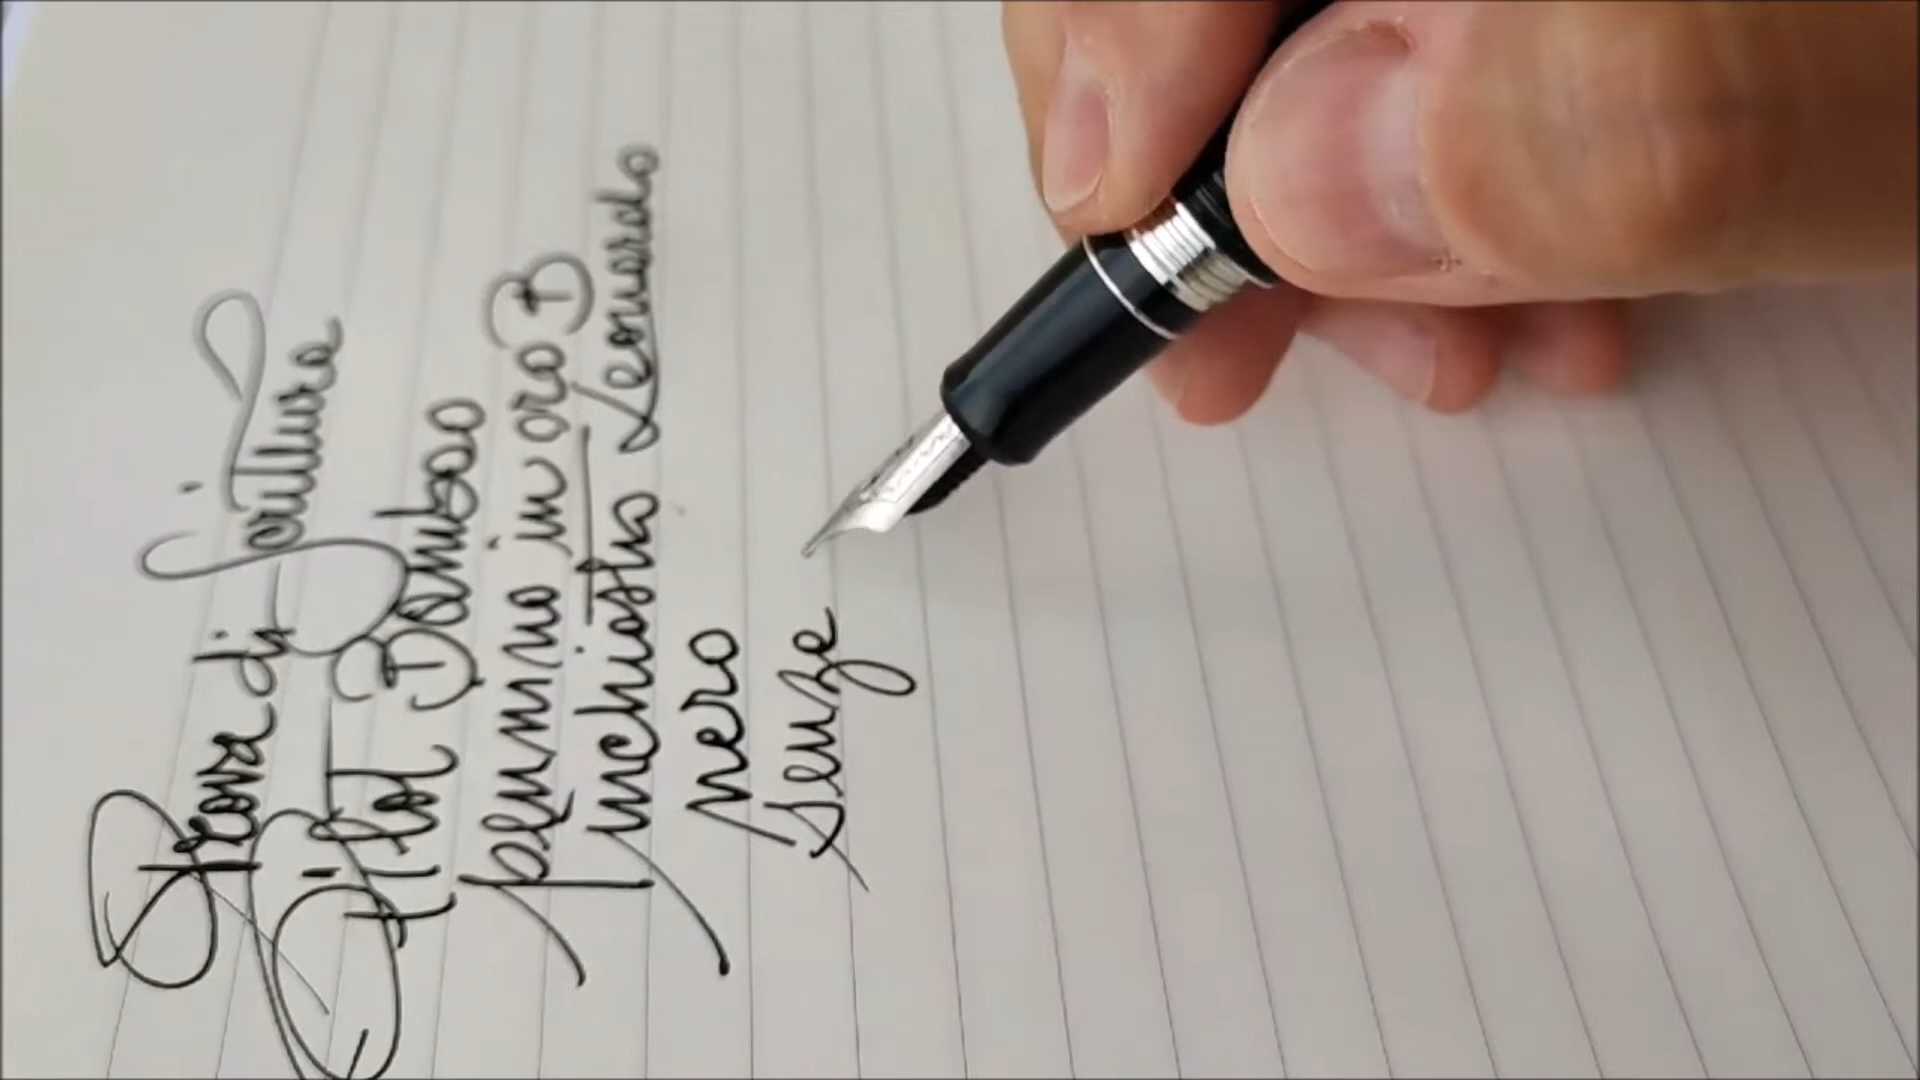 Prova di Scrittura
Pilot Bamboo
pennino in oro B
inchiostro Leonardo
nero
senza